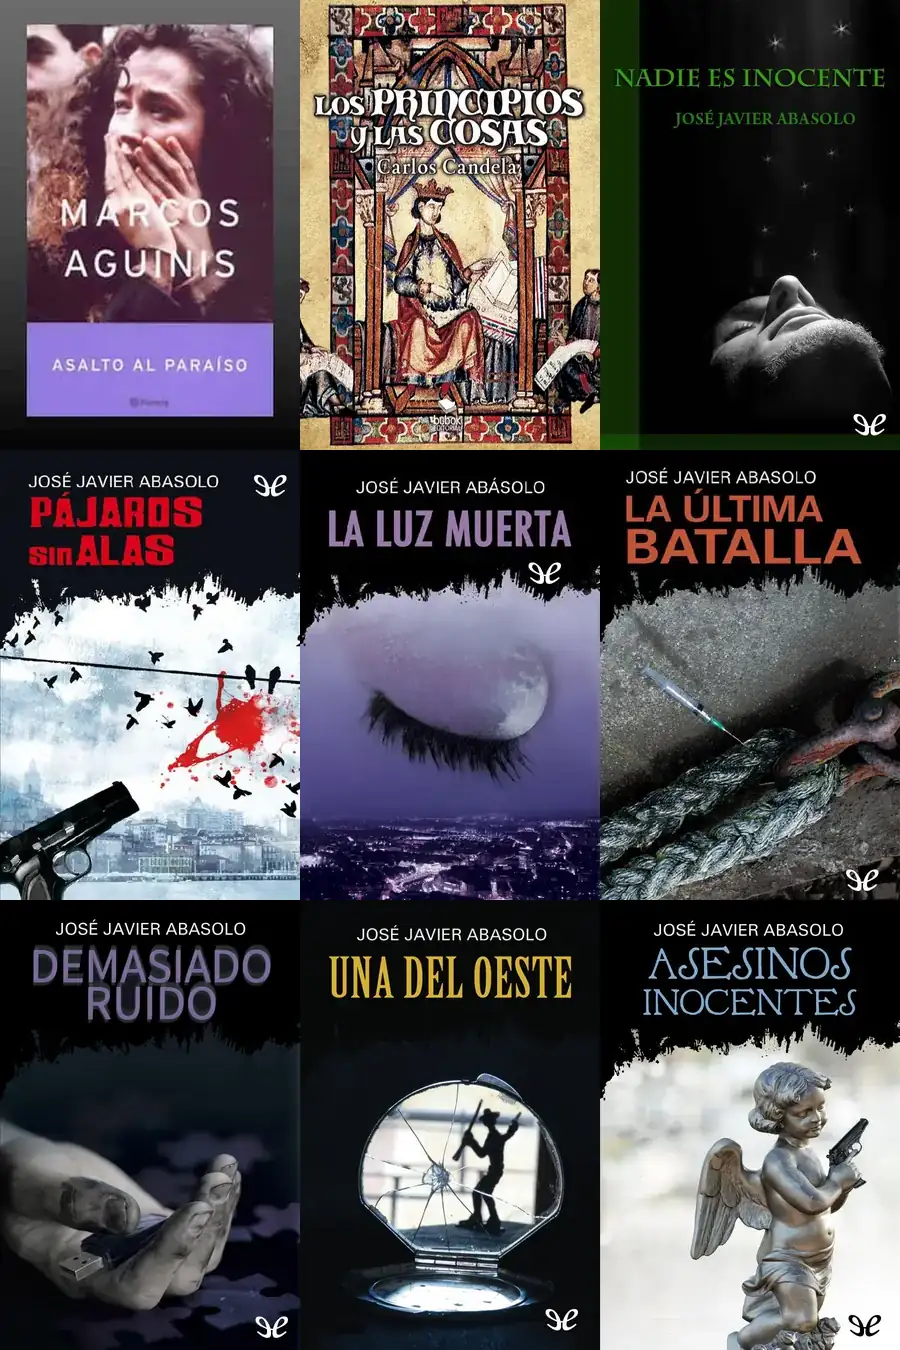 MARCOS
AGUINIS
ASALTO AL PARAÍSO
Planeta
LOS PRINCIPIOS
Y LAS COSAS
Carlos Candela
bubok
EDITORIAL
NADIE ES INOCENTE
JOSÉ JAVIER ABASOLO
JOSÉ JAVIER ABASOLO
PÁJAROS
sin ALAS
JOSÉ JAVIER ABÁSOLO
LA LUZ MUERTA
JOSÉ JAVIER ABASOLO
LA ÚLTIMA
BATALLA
JOSÉ JAVIER ABASOLO
DEMASIADO
RUIDO
JOSÉ JAVIER ABASOLO
UNA DEL OESTE
JOSÉ JAVIER ABASOLO
ASESINOS
INOCENTES